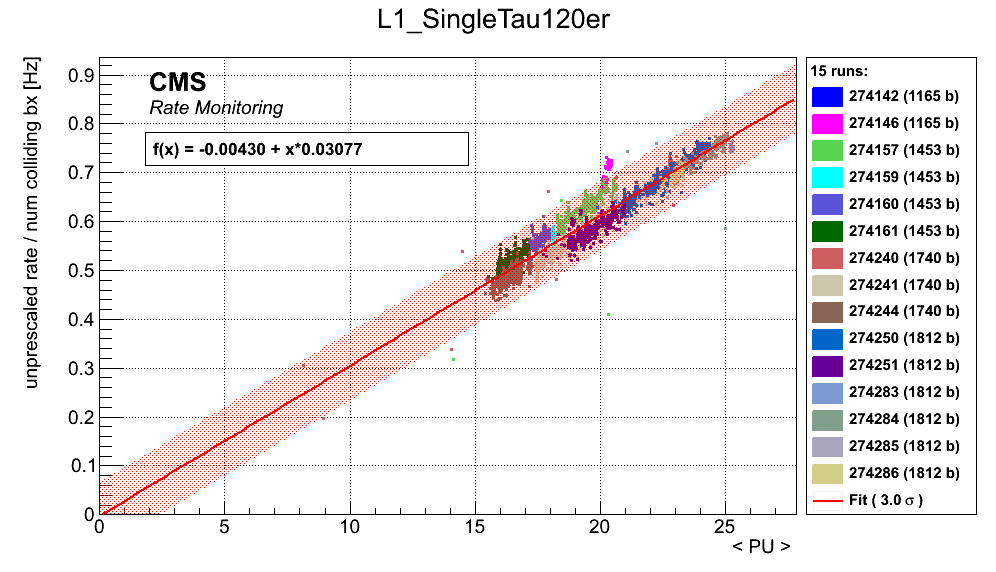 L1_SingleTau120er
unprescaled rate / num colliding bx [Hz]
0.9
0.8
0.7
0.6
0.5
0.4
0.3
0.2
0.1
0
CMS
Rate Monitoring
f(x) = -0.00430 + x*0.03077
0 5 10 15 20 25
< PU >
15 runs:
274142 (1165 b)
274146 (1165 b)
274157 (1453 b)
274159 (1453 b)
274160 (1453 b)
274161 (1453 b)
274240 (1740 b)
274241 (1740 b)
274244 (1740 b)
274250 (1812 b)
274251 (1812 b)
274283 (1812 b)
274284 (1812 b)
274285 (1812 b)
274286 (1812 b)
Fit ( 3.0 σ )